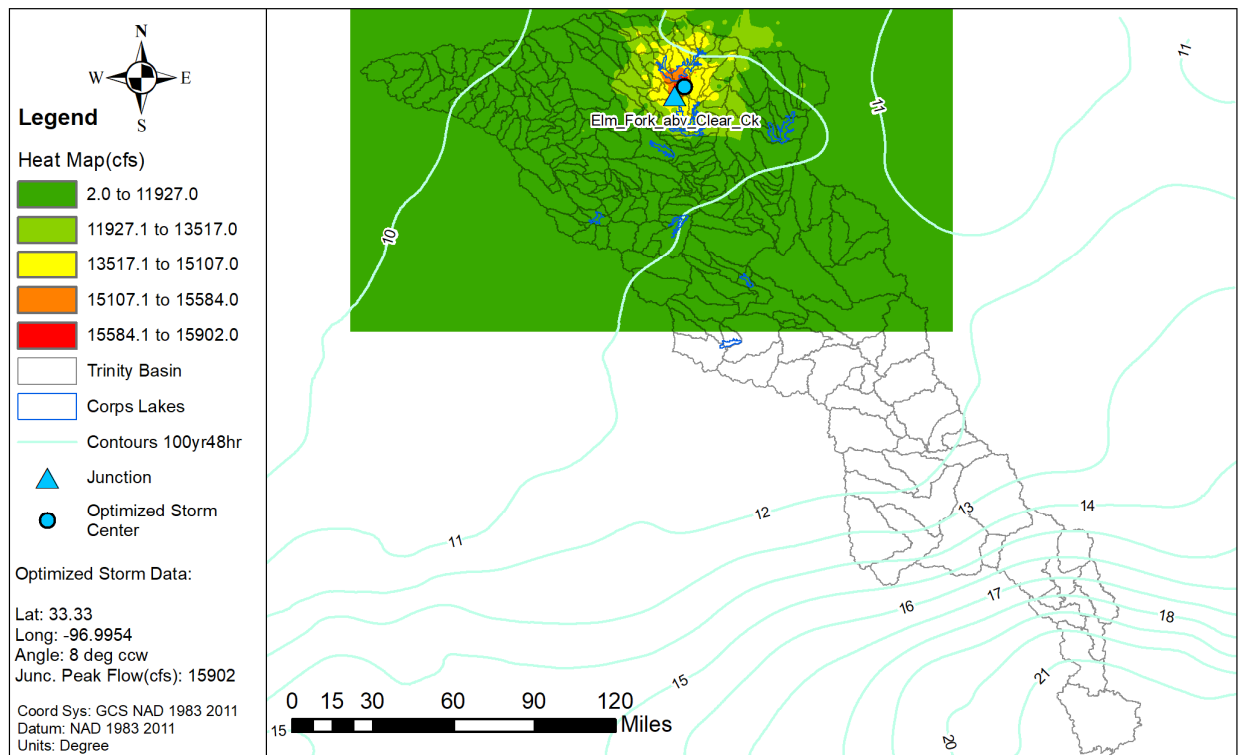 N
W E
S
Legend
Heat Map(cfs)
2.0 to 11927.0
11927.1 to 13517.0
13517.1 to 15107.0
15107.1 to 15584.0
15584.1 to 15902.0
Trinity Basin
Corps Lakes
Contours 100yr48hr
Junction
Optimized Storm
Center
Optimized Storm Data:
Lat: 33.33
Long: -96.9954
Angle: 8 deg ccw
Junc. Peak Flow(cfs): 15902
Coord Sys: GCS NAD 1983 2011
Datum: NAD 1983 2011
Units: Degree
11
11
Elm_Fork_abv_Clear_Ck
10
12
13
14
11
16
17
18
15
21
20
15
0 15 30 60 90 120
Miles